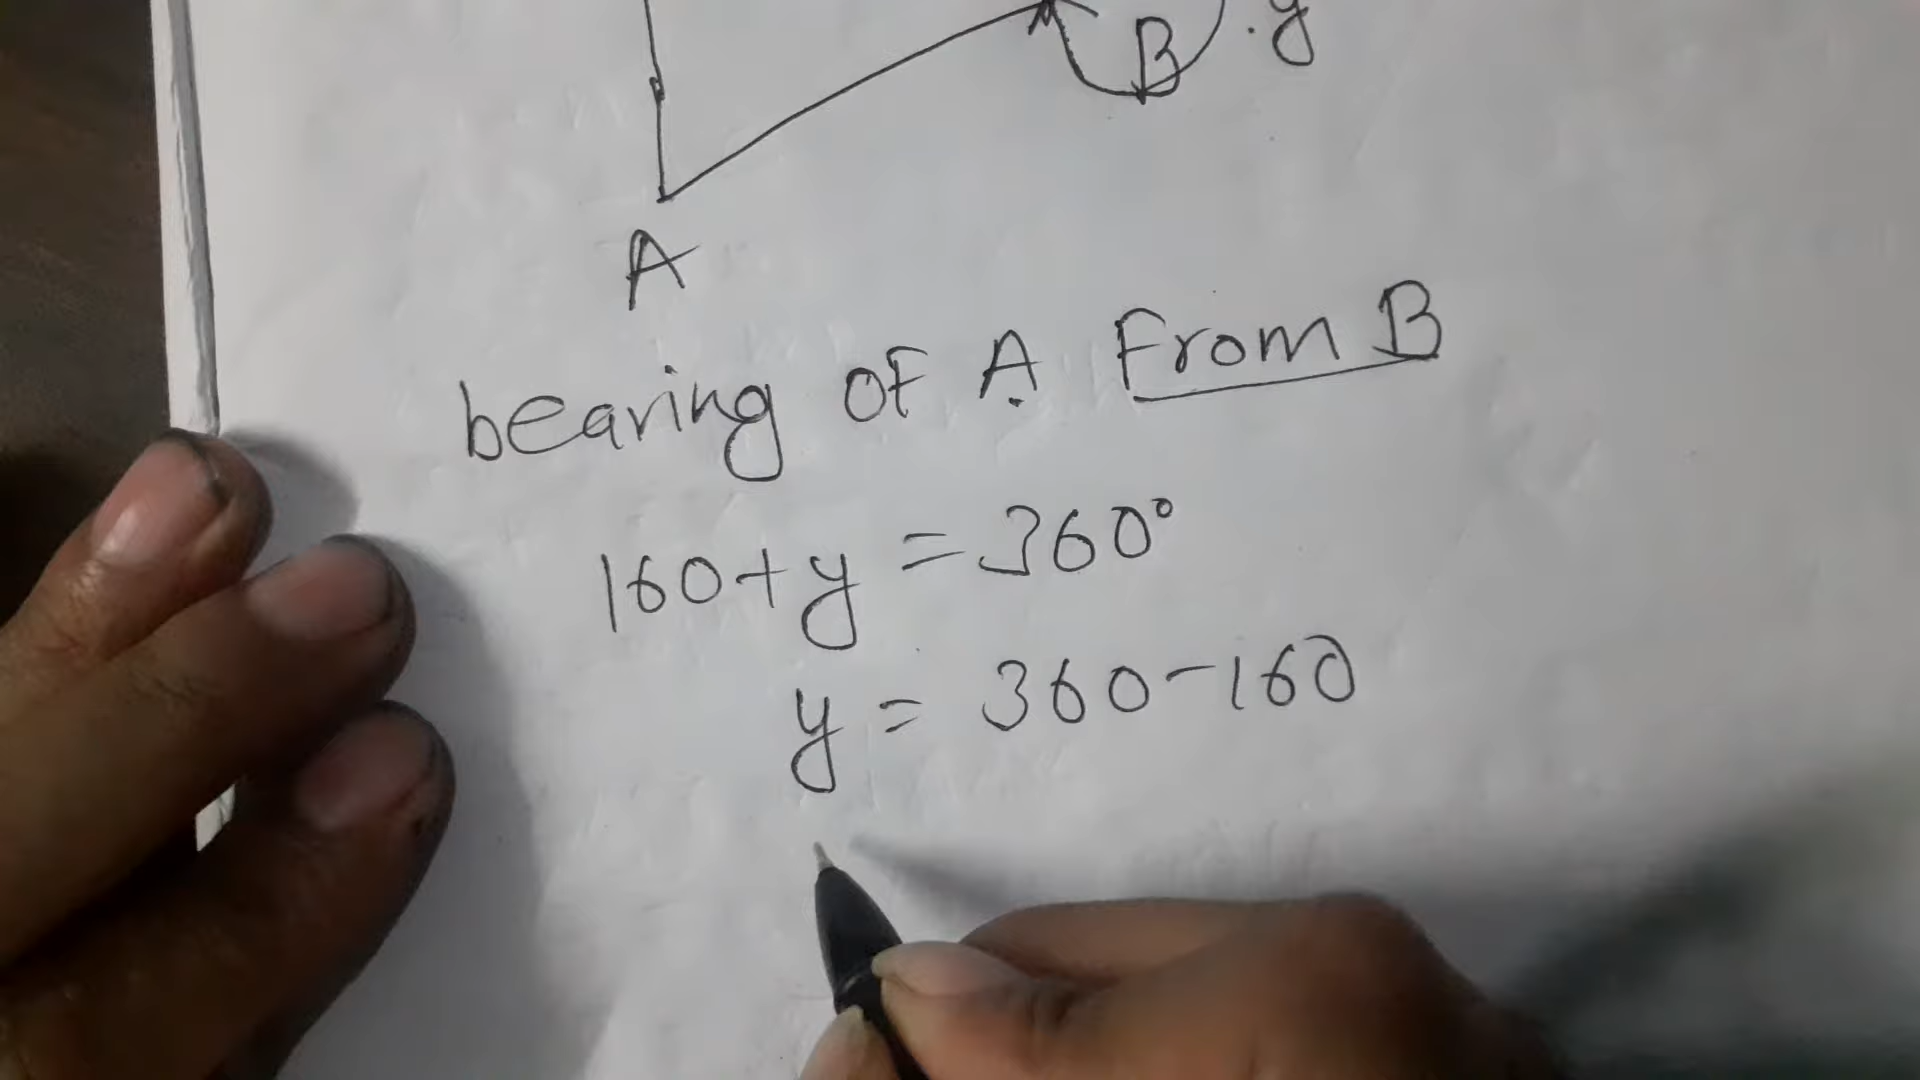 B .y
A
bearing of A From B
160+y = 360°
y = 360-160